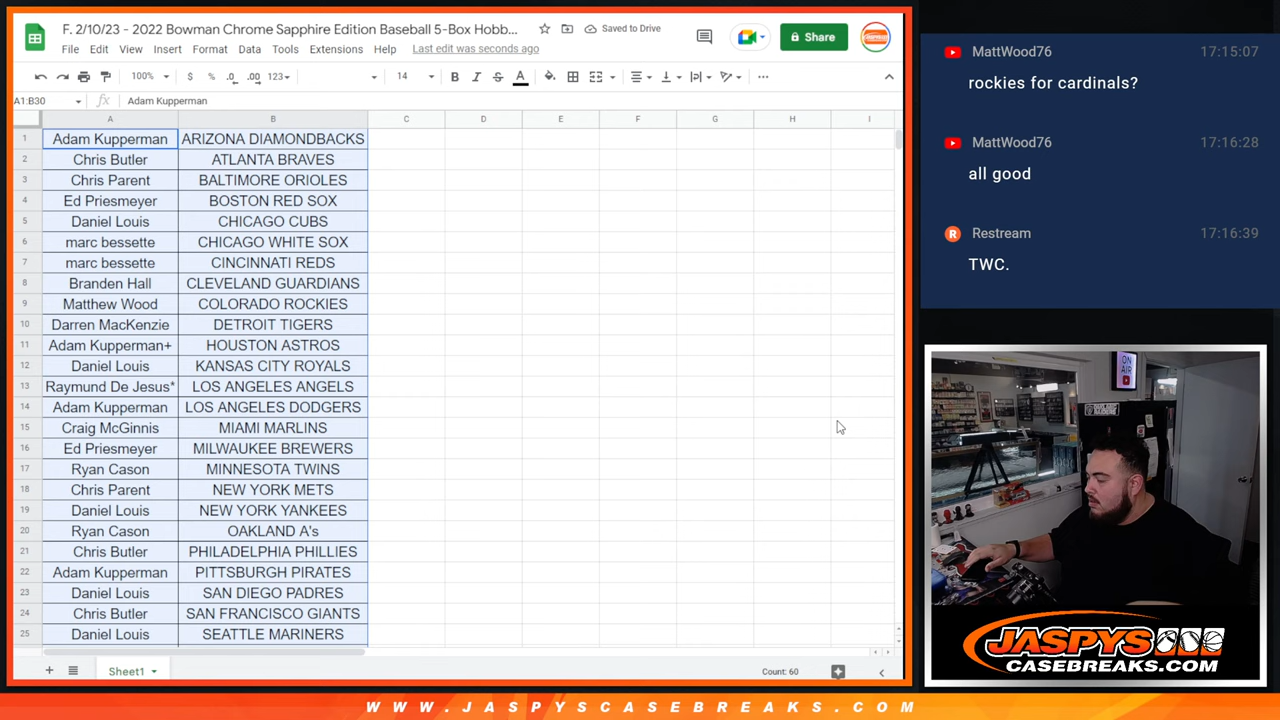 F. 2/10/23 - 2022 Bowman Chrome Sapphire Edition Baseball 5-Box Hobb...
Saved to Drive
Share
File Edit View Insert Format Data Tools Extensions Help Last edit was seconds ago
100% $ % .0 .00 123 14 B I S A
A1:B30 fx Adam Kupperman
A B C D E F G H I
1 Adam Kupperman ARIZONA DIAMONDBACKS
2 Chris Butler ATLANTA BRAVES
3 Chris Parent BALTIMORE ORIOLES
4 Ed Priesmeyer BOSTON RED SOX
5 Daniel Louis CHICAGO CUBS
6 marc bessette CHICAGO WHITE SOX
7 marc bessette CINCINNATI REDS
8 Branden Hall CLEVELAND GUARDIANS
9 Matthew Wood COLORADO ROCKIES
10 Darren MacKenzie DETROIT TIGERS
11 Adam Kupperman+ HOUSTON ASTROS
12 Daniel Louis KANSAS CITY ROYALS
13 Raymund De Jesus* LOS ANGELES ANGELS
14 Adam Kupperman LOS ANGELES DODGERS
15 Craig McGinnis MIAMI MARLINS
16 Ed Priesmeyer MILWAUKEE BREWERS
17 Ryan Cason MINNESOTA TWINS
18 Chris Parent NEW YORK METS
19 Daniel Louis NEW YORK YANKEES
20 Ryan Cason OAKLAND A's
21 Chris Butler PHILADELPHIA PHILLIES
22 Adam Kupperman PITTSBURGH PIRATES
23 Daniel Louis SAN DIEGO PADRES
24 Chris Butler SAN FRANCISCO GIANTS
25 Daniel Louis SEATTLE MARINERS
Sheet1
Count: 60
MattWood76 17:15:07
rockies for cardinals?
MattWood76 17:16:28
all good
Restream 17:16:39
TWC.
ON
AIR
JASPYS
CASEBREAKS.COM
WWW.JASPYSCASEBREAKS.COM